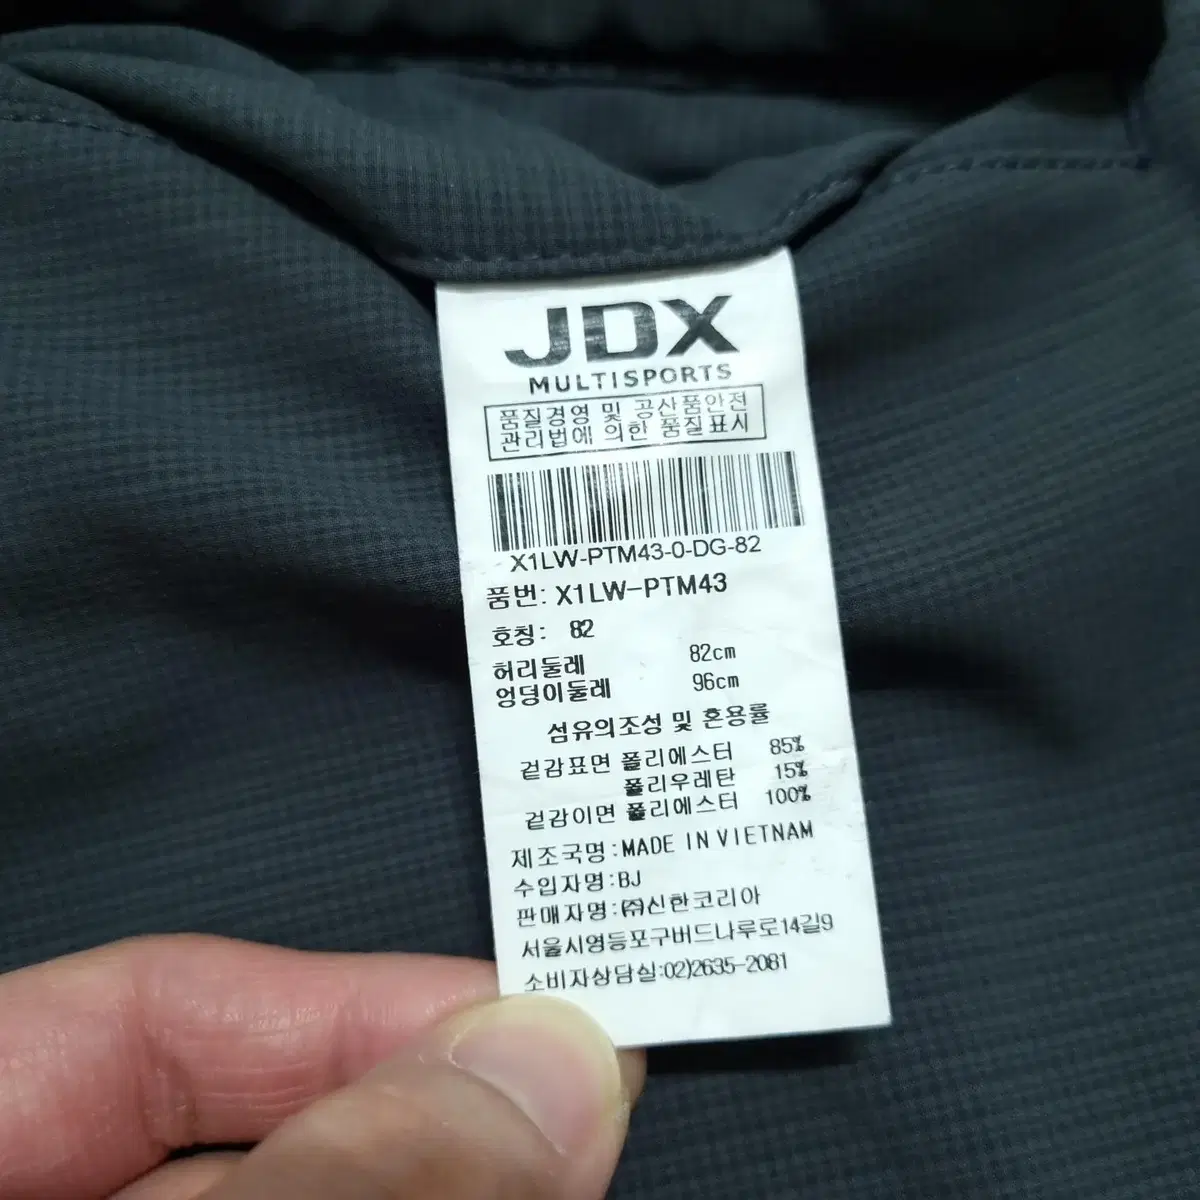 JDX
MULTISPORTS
품질경영 및 공산품안전
관리법에 의한 품질표시
X1LW-PTM43-0-DG-82
품번: X1LW-PTM43
호칭: 82
허리둘레 82cm
엉덩이둘레 96cm
섬유의조성 및 혼용률
겉감표면 폴리에스터 85%
폴리우레탄 15%
겉감이면 폴리에스터 100%
제조국명:MADE IN VIETNAM
수입자명:BJ
판매자명:㈜신한코리아
서울시영등포구버드나루로14길9
소비자상담실:02)2635-2081